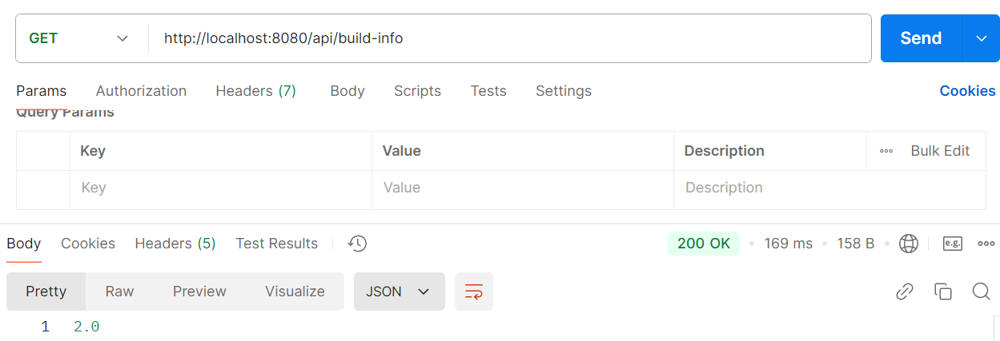 GET http://localhost:8080/api/build-info Send
Params Authorization Headers (7) Body Scripts Tests Settings Cookies
Query Params
Key Value Description Bulk Edit
Key Value Description
Body Cookies Headers (5) Test Results 200 OK 169 ms 158 B e.g.
Pretty Raw Preview Visualize JSON
1 2.0